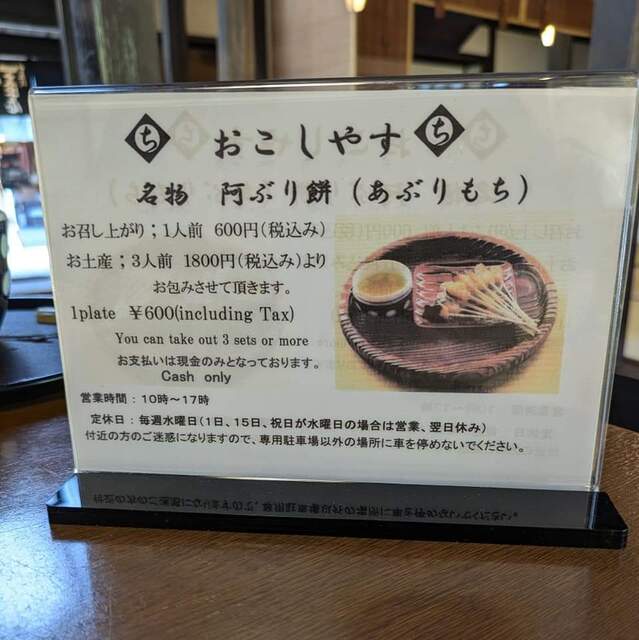 ち おこしやす ち
名物 阿ぶり餅(あぶりもち)
お召し上がり；1人前 600円(税込み)
お土産；3人前 1800円(税込み)より
お包みさせて頂きます。
1plate ¥600(including Tax)
You can take out 3 sets or more
お支払いは現金のみとなっております。
Cash only
営業時間：10時～17時
定休日：毎週水曜日(1日、15日、祝日が水曜日の場合は営業、翌日休み)
付近の方のご迷惑になりますので、専用駐車場以外の場所に車を停めないでください。